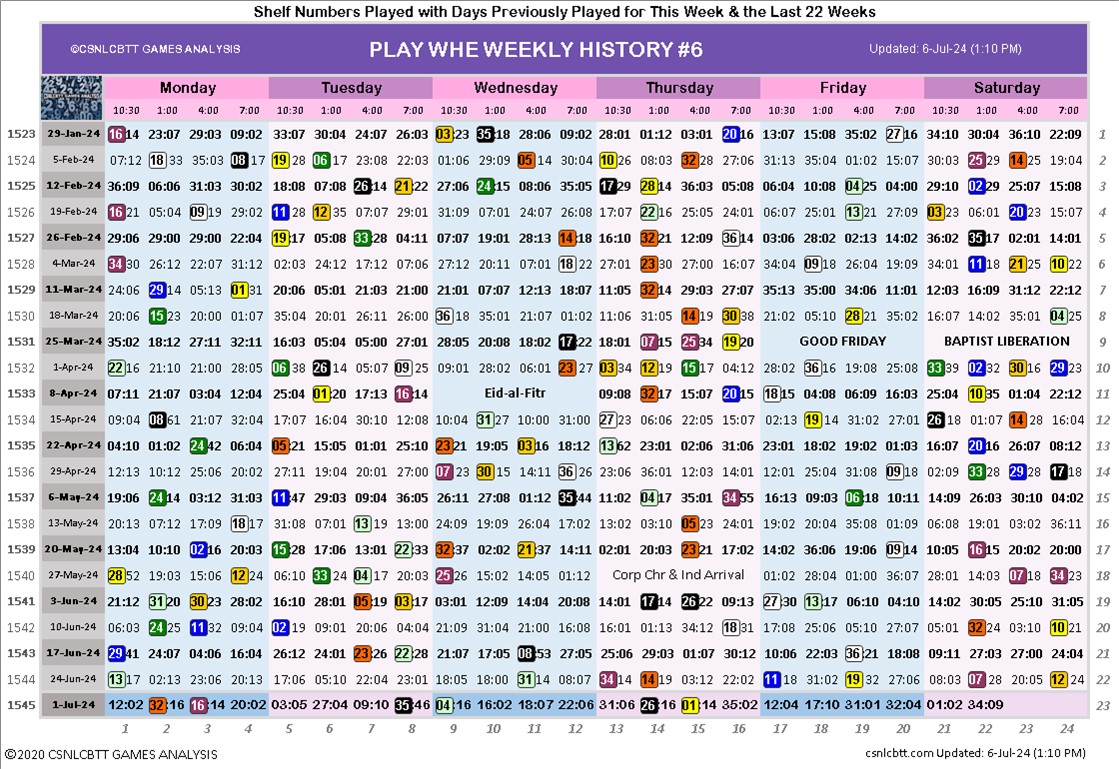 Shelf Numbers Played with Days Previously Played for This Week & the Last 22 Weeks
©CSNLCBTT GAMES ANALYSIS PLAY WHE WEEKLY HISTORY #6 Updated: 6-Jul-24 (1:10 PM)
Monday Tuesday Wednesday Thursday Friday Saturday
10:30 1:00 4:00 7:00 10:30 1:00 4:00 7:00 10:30 1:00 4:00 7:00 10:30 1:00 4:00 7:00 10:30 1:00 4:00 7:00 10:30 1:00 4:00 7:00
1523 29-Jan-24 16 14 23:07 29:03 09:02 33:07 30:04 24:07 26:03 03 23 35 18 28:06 09:02 28:01 01:12 03:01 20 16 13:07 15:08 35:02 27 16 34:10 30:04 36:10 22:09 1
1524 5-Feb-24 07:12 18 33 35:03 08 17 19 28 06 17 23:08 22:03 01:06 29:09 05 14 30:04 10 26 08:03 32 28 27:06 31:13 35:04 01:02 15:07 30:03 25 29 14 25 19:04 2
1525 12-Feb-24 36:09 06:06 31:03 30:02 18:08 07:08 26 14 21 22 27:06 24 15 08:06 35:05 17 29 28 14 36:03 05:08 06:04 10:08 04 25 04:00 29:10 02 29 25:07 15:08 3
1526 19-Feb-24 16 21 05:04 09 19 29:02 11 28 12 35 07:07 29:01 31:09 07:01 24:07 26:08 17:07 22 16 25:05 24:01 06:07 25:01 13 21 27:09 03 23 06:01 20 23 15:07 4
1527 26-Feb-24 29:06 29:00 29:00 22:04 19 17 05:08 33 28 04:11 07:07 19:01 28:13 14 18 16:10 32 21 12:09 36 14 03:06 28:02 02:13 14:02 36:02 35 17 02:01 14:01 5
1528 4-Mar-24 34 30 26:12 22:07 31:12 02:03 24:12 17:12 07:06 27:12 20:11 07:01 18 22 27:01 23 30 07:00 16:07 34:04 09 18 26:04 19:09 34:01 11 18 21 25 10 22 6
1529 11-Mar-24 24:06 29 14 05:13 01 31 20:06 05:01 21:03 21:00 21:01 07:07 12:13 18:07 11:05 32 14 29:03 27:07 35:13 35:00 34:06 11:01 12:03 16:09 31:12 22:12 7
1530 18-Mar-24 20:06 15 23 20:00 01:07 35:04 20:01 28:10 20:01 36 18 35:01 21:07 01:02 08:12 35:01 14 19 30 38 21:02 05:10 28 21 35:02 16:07 14:02 35:01 04 25 8
1531 25-Mar-24 35:02 18:12 27:11 32:11 16:03 05:04 05:00 27:01 28:05 20:08 18:03 17 22 18:01 07 15 25 34 19 20 GOOD FRIDAY BAPTIST LIBERATION 9
1532 1-Apr-24 22 16 21:10 21:00 28:05 06 38 26 14 05:07 09 25 09:01 28:02 06:01 23 27 03 34 12 19 15 17 04:12 28:01 36 16 19:08 01:08 33 39 02 32 30 16 29 23 10
1533 8-Apr-24 07:11 21:07 03:04 12:04 25:04 01 20 17:13 16 14 Eid-al-Fitr 09:08 32 17 15:07 20 15 18 15 04:08 06:09 16:03 25:04 10 35 01:04 22:12 11
1534 15-Apr-24 09:04 08 61 21:07 27:05 17:07 16:04 30:10 12:08 10:04 31 27 10:00 31:00 27 23 06:06 22:05 15:07 02:13 19 14 12:02 27:01 26 18 01:07 14 28 16:04 12
1535 22-Apr-24 04:10 01:02 24 42 06:04 05 21 15:05 01:01 25:10 23 21 19:05 03 16 18:12 13 62 23:01 02:06 31:06 23:01 18:02 19:02 01:03 16:07 20 16 26:07 08:12 13
1536 29-Apr-24 12:13 10:12 25:06 20:02 27:11 19:04 20:01 27:00 07 23 30 15 14:11 36 26 23:06 36:01 12:03 14:01 12:01 25:04 31:08 09 18 02:09 33 28 29 28 17 18 14
1537 6-May-24 19:06 24 14 03:12 31:03 11 47 29:03 09:04 36:05 26:11 27:08 01:12 35 44 11:02 04 17 35:01 34 55 16:13 09:03 06 18 10:11 14:09 26:03 30:10 04:02 15
1538 13-May-24 20:13 07:12 17:09 18 17 31:08 07:01 13 19 13:00 24:09 19:09 26:04 17:02 13:02 03:10 05 23 24:01 19:02 20:04 35:08 01:09 06:08 19:01 03:02 36:11 16
1539 20-May-24 13:04 10:10 02 16 20:03 15 28 17:06 13:01 22 33 32 37 02:02 21 37 14:11 02:01 20:03 23 21 17:02 14:02 36:06 19:06 09 14 10:05 16 15 20:02 20:00 17
1540 27-May-24 28 52 19:03 15:06 12 24 06:10 33 24 04 17 20:03 25 26 15:02 14:05 01:12 Corp Chr & Ind Arrival 01:02 28:04 01:00 36:07 28:01 14:03 07 18 34 23 18
1541 3-Jun-24 21:12 31 20 30 23 28:02 16:10 28:01 05 19 03 17 03:01 12:09 14:04 20:08 14:01 17 14 26 22 09:13 27 30 13 17 06:10 04:10 14:02 30:05 25:10 31:05 19
1542 10-Jun-24 06:03 24 25 11 32 09:04 02 19 09:01 20:06 04:04 21:09 31:04 21:00 16:08 16:01 01:13 34:12 18 31 17:08 25:06 05:10 27:07 05:01 32 24 03:10 10 21 20
1543 17-Jun-24 29 41 24:07 04:06 16:04 26:12 24:01 23 26 22 28 21:07 17:05 08 53 27:05 25:06 29:03 01:07 30:12 10:06 22:03 36 21 18:08 09:11 27:03 27:00 24:04 21
1544 24-Jun-24 13 17 02:13 23:06 20:13 17:06 05:10 22:04 23:01 18:05 18:00 31 14 08:07 34 14 14 19 03:12 22:03 11 18 31:08 19 32 27:06 08:03 07 28 20:05 12 24 22
1545 1-Jul-24 12:02 32 16 16 14 20:02 03:05 27:04 09:10 35 46 04 16 16:02 18:07 22:06 31:06 26 16 01 14 35:02 12:04 17:10 31:01 32:04 01:02 34:09 23
1 2 3 4 5 6 7 8 9 10 11 12 13 14 15 16 17 18 19 20 21 22 23 24
©2020 CSNLCBTT GAMES ANALYSIS csnlcbtt.com Updated: 6-Jul-24 (1:10 PM)